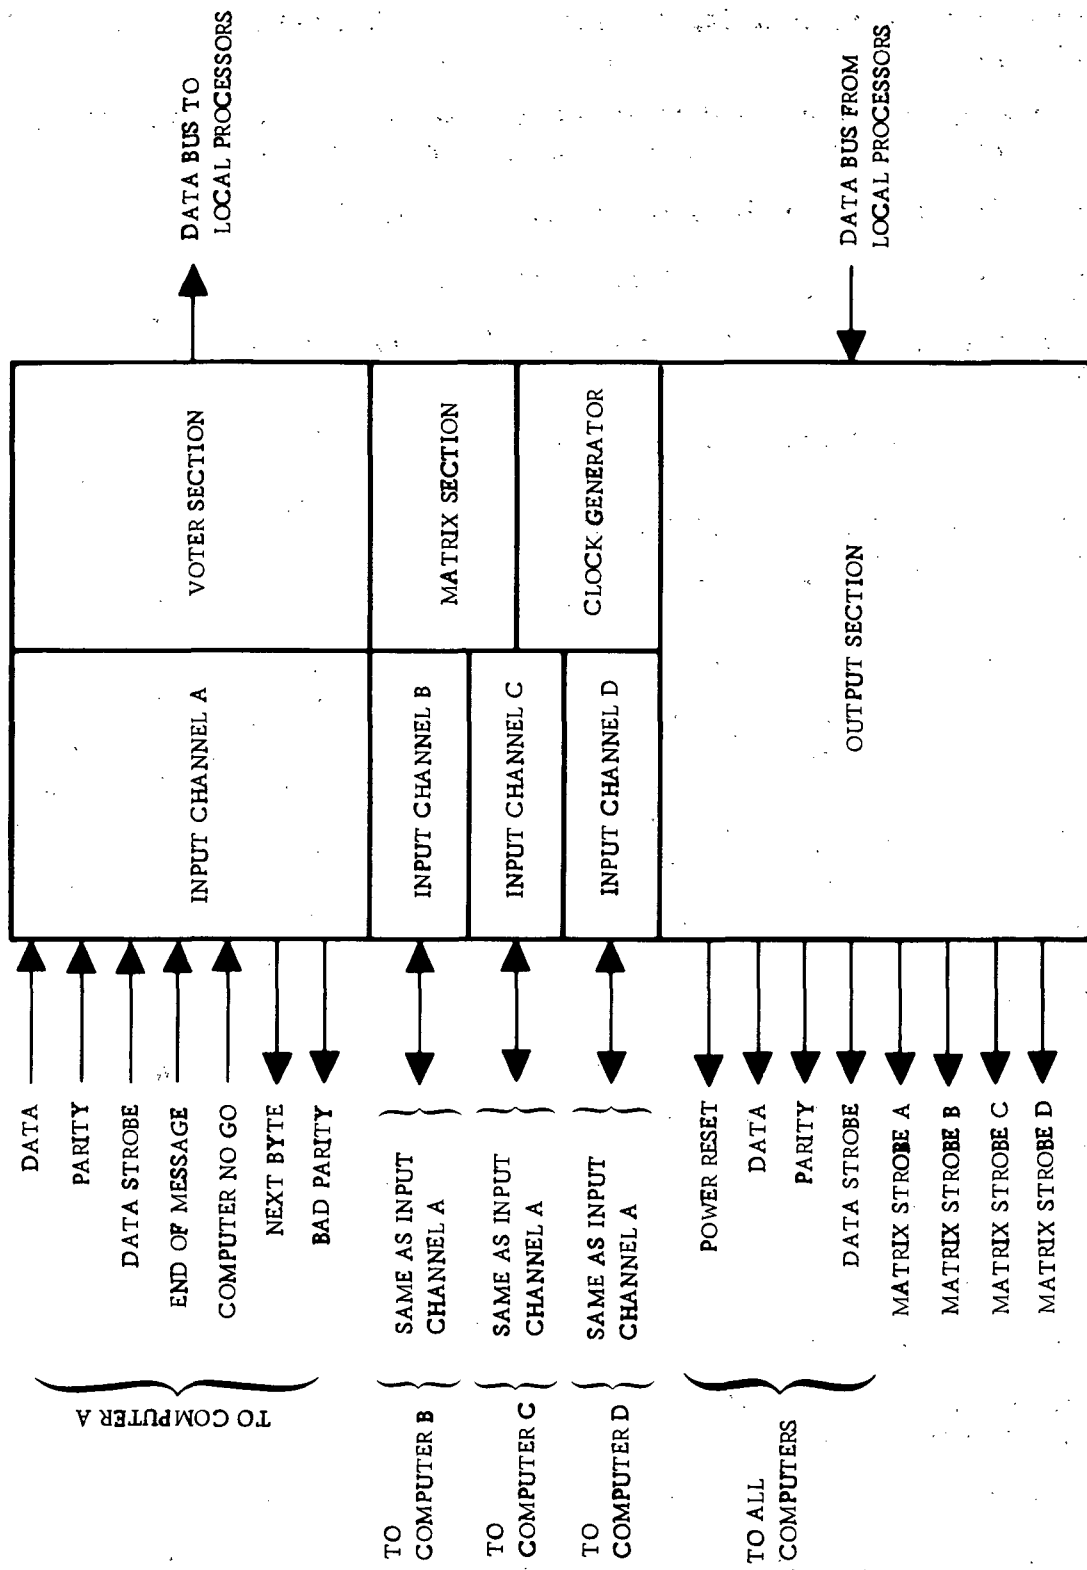 TO COMPUTER A
DATA
PARITY
DATA STROBE
END OF MESSAGE
COMPUTER NO GO
NEXT BYTE
BAD PARITY
INPUT CHANNEL A
VOTER SECTION
DATA BUS TO
LOCAL PROCESSORS
TO
COMPUTER B
SAME AS INPUT
CHANNEL A
INPUT CHANNEL B
MATRIX SECTION
TO
COMPUTER C
SAME AS INPUT
CHANNEL A
INPUT CHANNEL C
CLOCK GENERATOR
TO
COMPUTER D
SAME AS INPUT
CHANNEL A
INPUT CHANNEL D
TO ALL
COMPUTERS
POWER RESET
DATA
PARITY
DATA STROBE
MATRIX STROBE A
MATRIX STROBE B
MATRIX STROBE C
MATRIX STROBE D
OUTPUT SECTION
DATA BUS FROM
LOCAL PROCESSORS